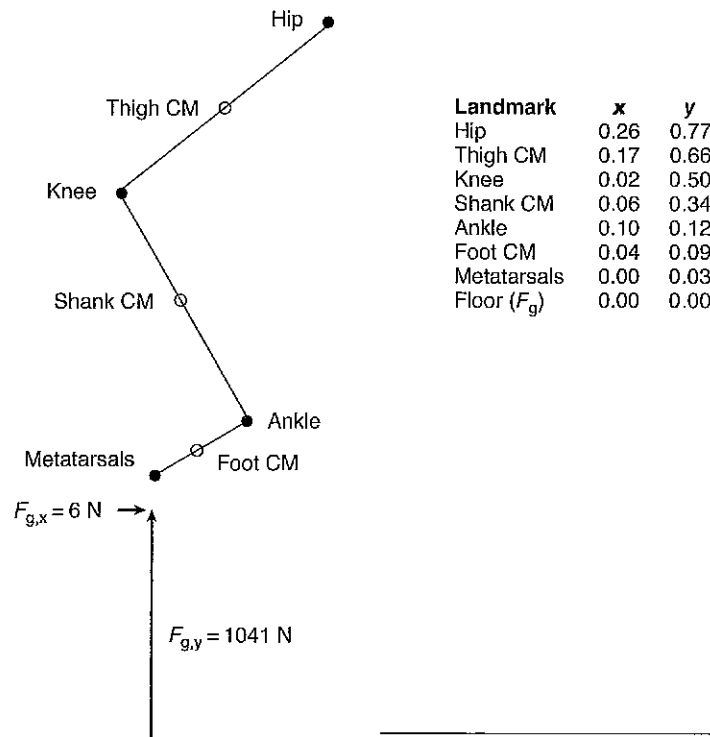 Hip
Thigh CM
Knee
Shank CM
Ankle
Metatarsals
Foot CM
F_g,x = 6 N
F_g,y = 1041 N
Landmark x y
Hip 0.26 0.77
Thigh CM 0.17 0.66
Knee 0.02 0.50
Shank CM 0.06 0.34
Ankle 0.10 0.12
Foot CM 0.04 0.09
Metatarsals 0.00 0.03
Floor (F_g) 0.00 0.00